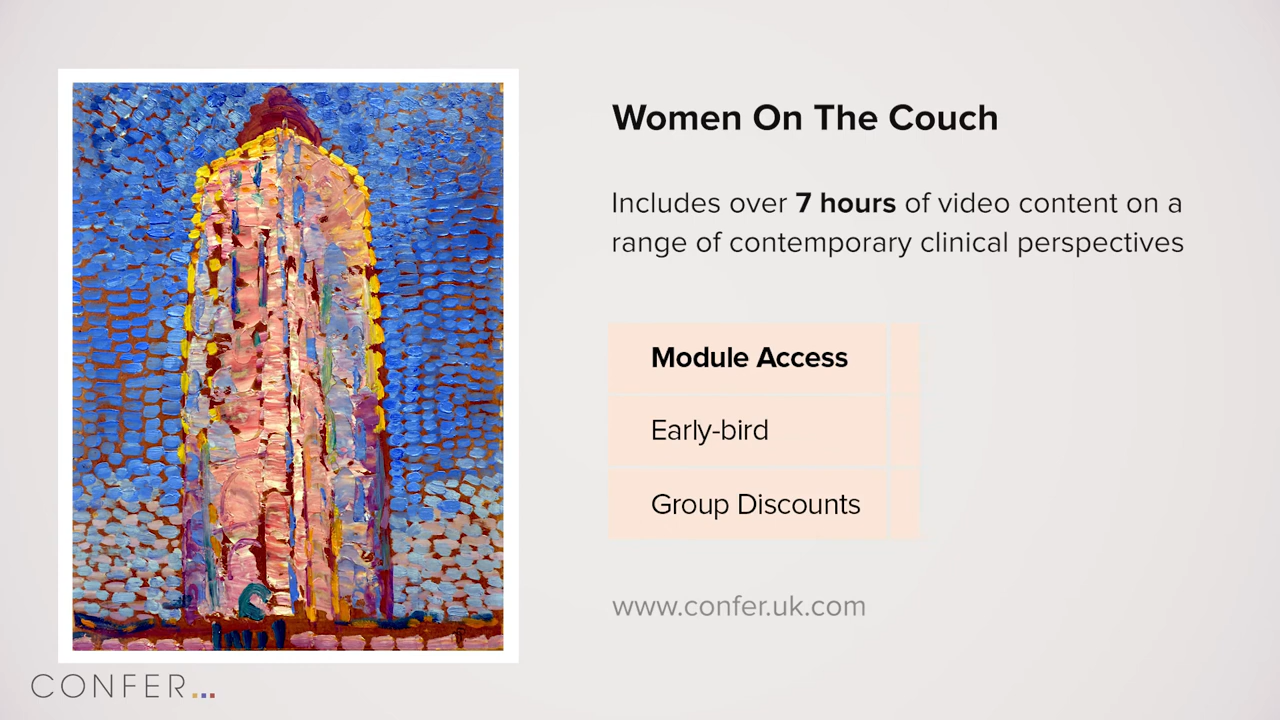 Women On The Couch
Includes over 7 hours of video content on a
range of contemporary clinical perspectives
Module Access
Early-bird
Group Discounts
www.confer.uk.com
CONFER...